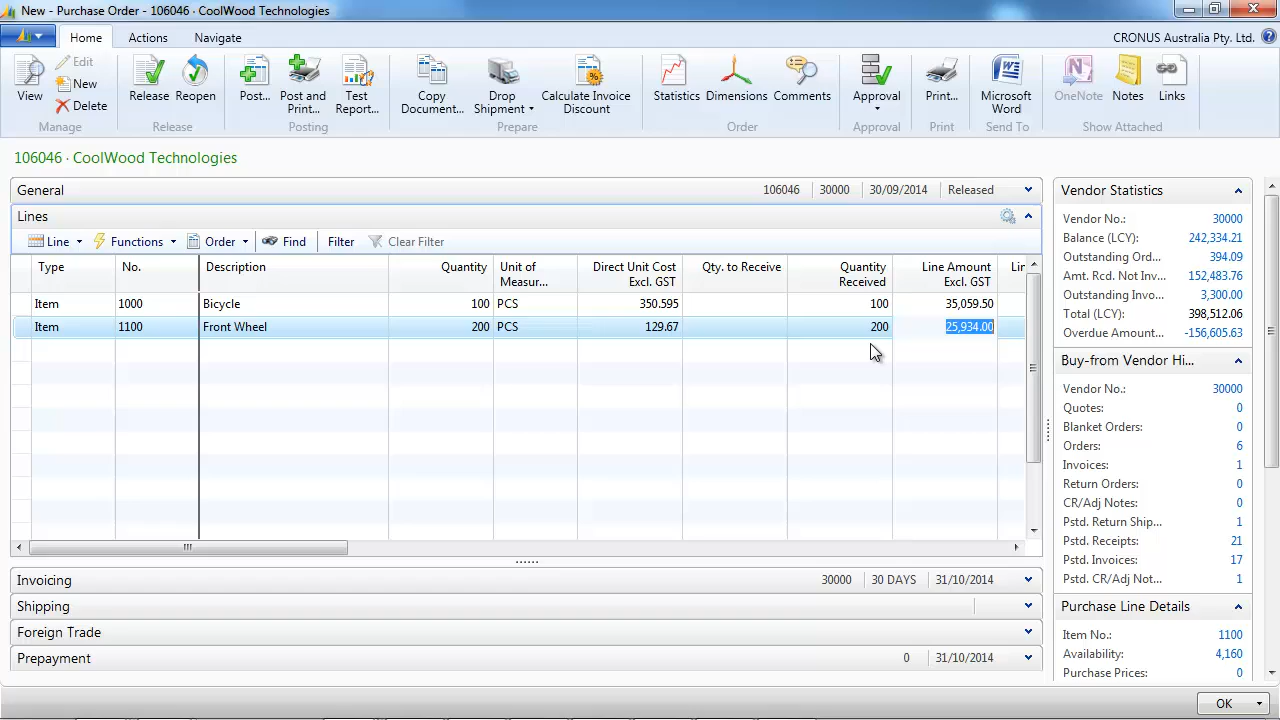 New - Purchase Order - 106046 · CoolWood Technologies
Home Actions Navigate CRONUS Australia Pty. Ltd.
View Edit New Delete Release Reopen Post... Post and Print... Test Report... Copy Document... Drop Shipment Calculate Invoice Discount Statistics Dimensions Comments Approval Print... Microsoft Word OneNote Notes Links
Manage Release Posting Prepare Order Approval Print Send To Show Attached
106046 · CoolWood Technologies
General 106046 30000 30/09/2014 Released
Lines
Line Functions Order Find Filter Clear Filter
Type No. Description Quantity Unit of Measur... Direct Unit Cost Excl. GST Qty. to Receive Quantity Received Line Amount Excl. GST Lin
Item 1000 Bicycle 100 PCS 350.595 100 35,059.50
Item 1100 Front Wheel 200 PCS 129.67 200 25,934.00
Invoicing 30000 30 DAYS 31/10/2014
Shipping
Foreign Trade
Prepayment 0 31/10/2014
Vendor Statistics
Vendor No.: 30000
Balance (LCY): 242,334.21
Outstanding Ord... 394.09
Amt. Rcd. Not Inv... 152,483.76
Outstanding Invo... 3,300.00
Total (LCY): 398,512.06
Overdue Amount... -156,605.63
Buy-from Vendor Hi...
Vendor No.: 30000
Quotes: 0
Blanket Orders: 0
Orders: 6
Invoices: 1
Return Orders: 0
CR/Adj Notes: 0
Pstd. Return Ship... 1
Pstd. Receipts: 21
Pstd. Invoices: 17
Pstd. CR/Adj Not... 1
Purchase Line Details
Item No.: 1100
Availability: 4,160
Purchase Prices: 0
OK